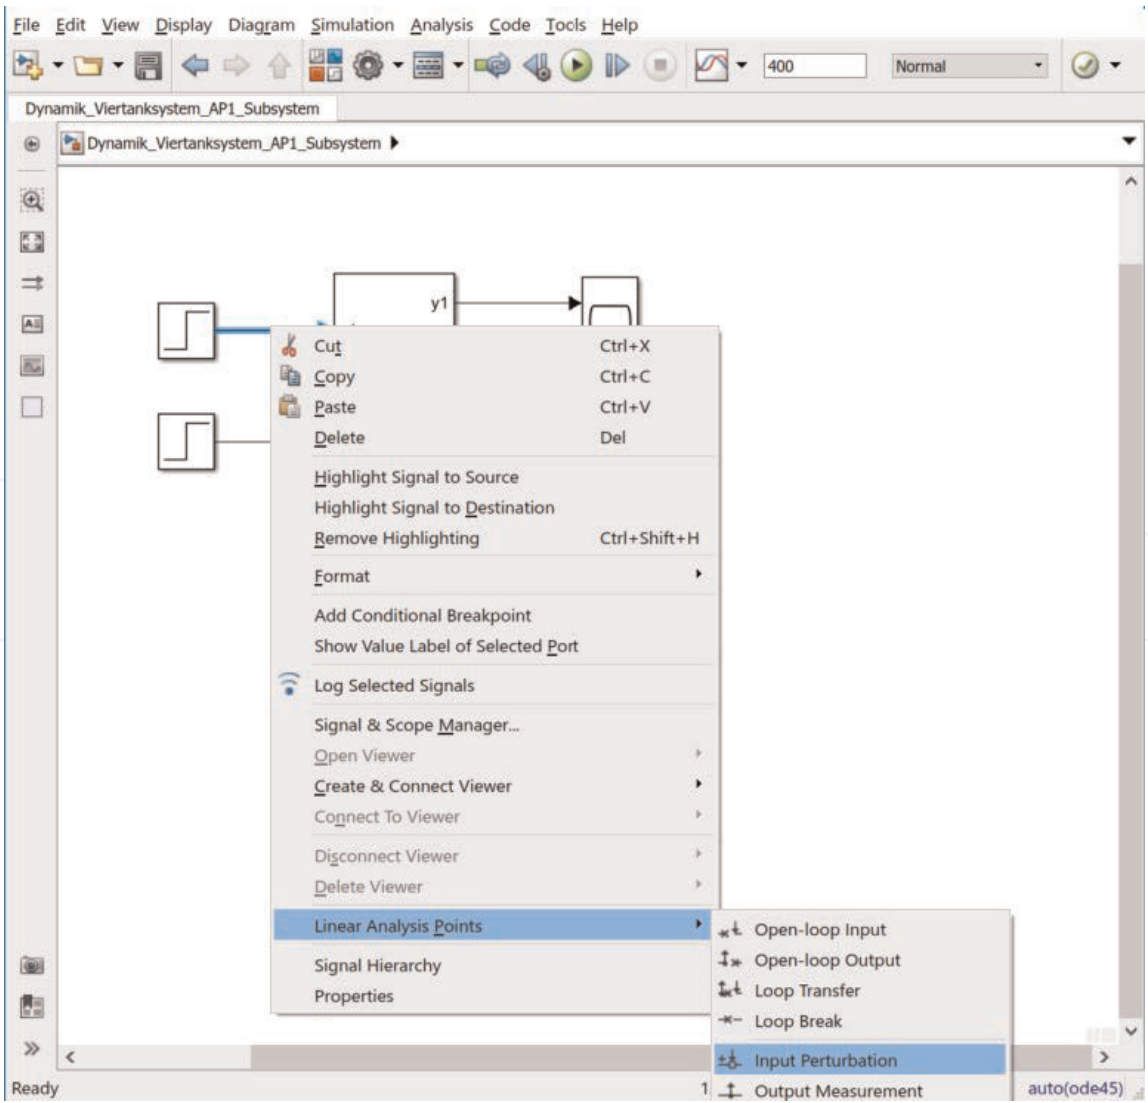 File Edit View Display Diagram Simulation Analysis Code Tools Help
400 Normal
Dynamik_Viertanksystem_AP1_Subsystem
Dynamik_Viertanksystem_AP1_Subsystem
y1
Cut Ctrl+X
Copy Ctrl+C
Paste Ctrl+V
Delete Del
Highlight Signal to Source
Highlight Signal to Destination
Remove Highlighting Ctrl+Shift+H
Format
Add Conditional Breakpoint
Show Value Label of Selected Port
Log Selected Signals
Signal & Scope Manager...
Open Viewer
Create & Connect Viewer
Connect To Viewer
Disconnect Viewer
Delete Viewer
Linear Analysis Points
Open-loop Input
Open-loop Output
Signal Hierarchy
Loop Transfer
Properties
Loop Break
Input Perturbation
Output Measurement
Ready 1 auto(ode45)